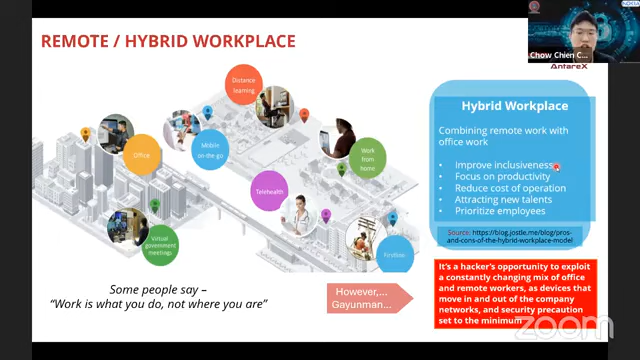 REMOTE / HYBRID WORKPLACE
Chow Chien C...
AntareX
Distance
learning
Office
Mobile
on-the-go
Work
from
home
Telehealth
Virtual
government
meetings
Hybrid Workplace
Combining remote work with
office work
• Improve inclusiveness
• Focus on productivity
• Reduce cost of operation
• Attracting new talents
• Prioritize employees
Source: https://blog.jostle.me/blog/pros-
and-cons-of-the-hybrid-workplace-model
Some people say –
“Work is what you do, not where you are”
However,...
Gayunman...
It's a hacker's opportunity to exploit
a constantly changing mix of office
and remote workers, as devices that
move in and out of the company
networks, and security precaution
set to the minimum
zoom